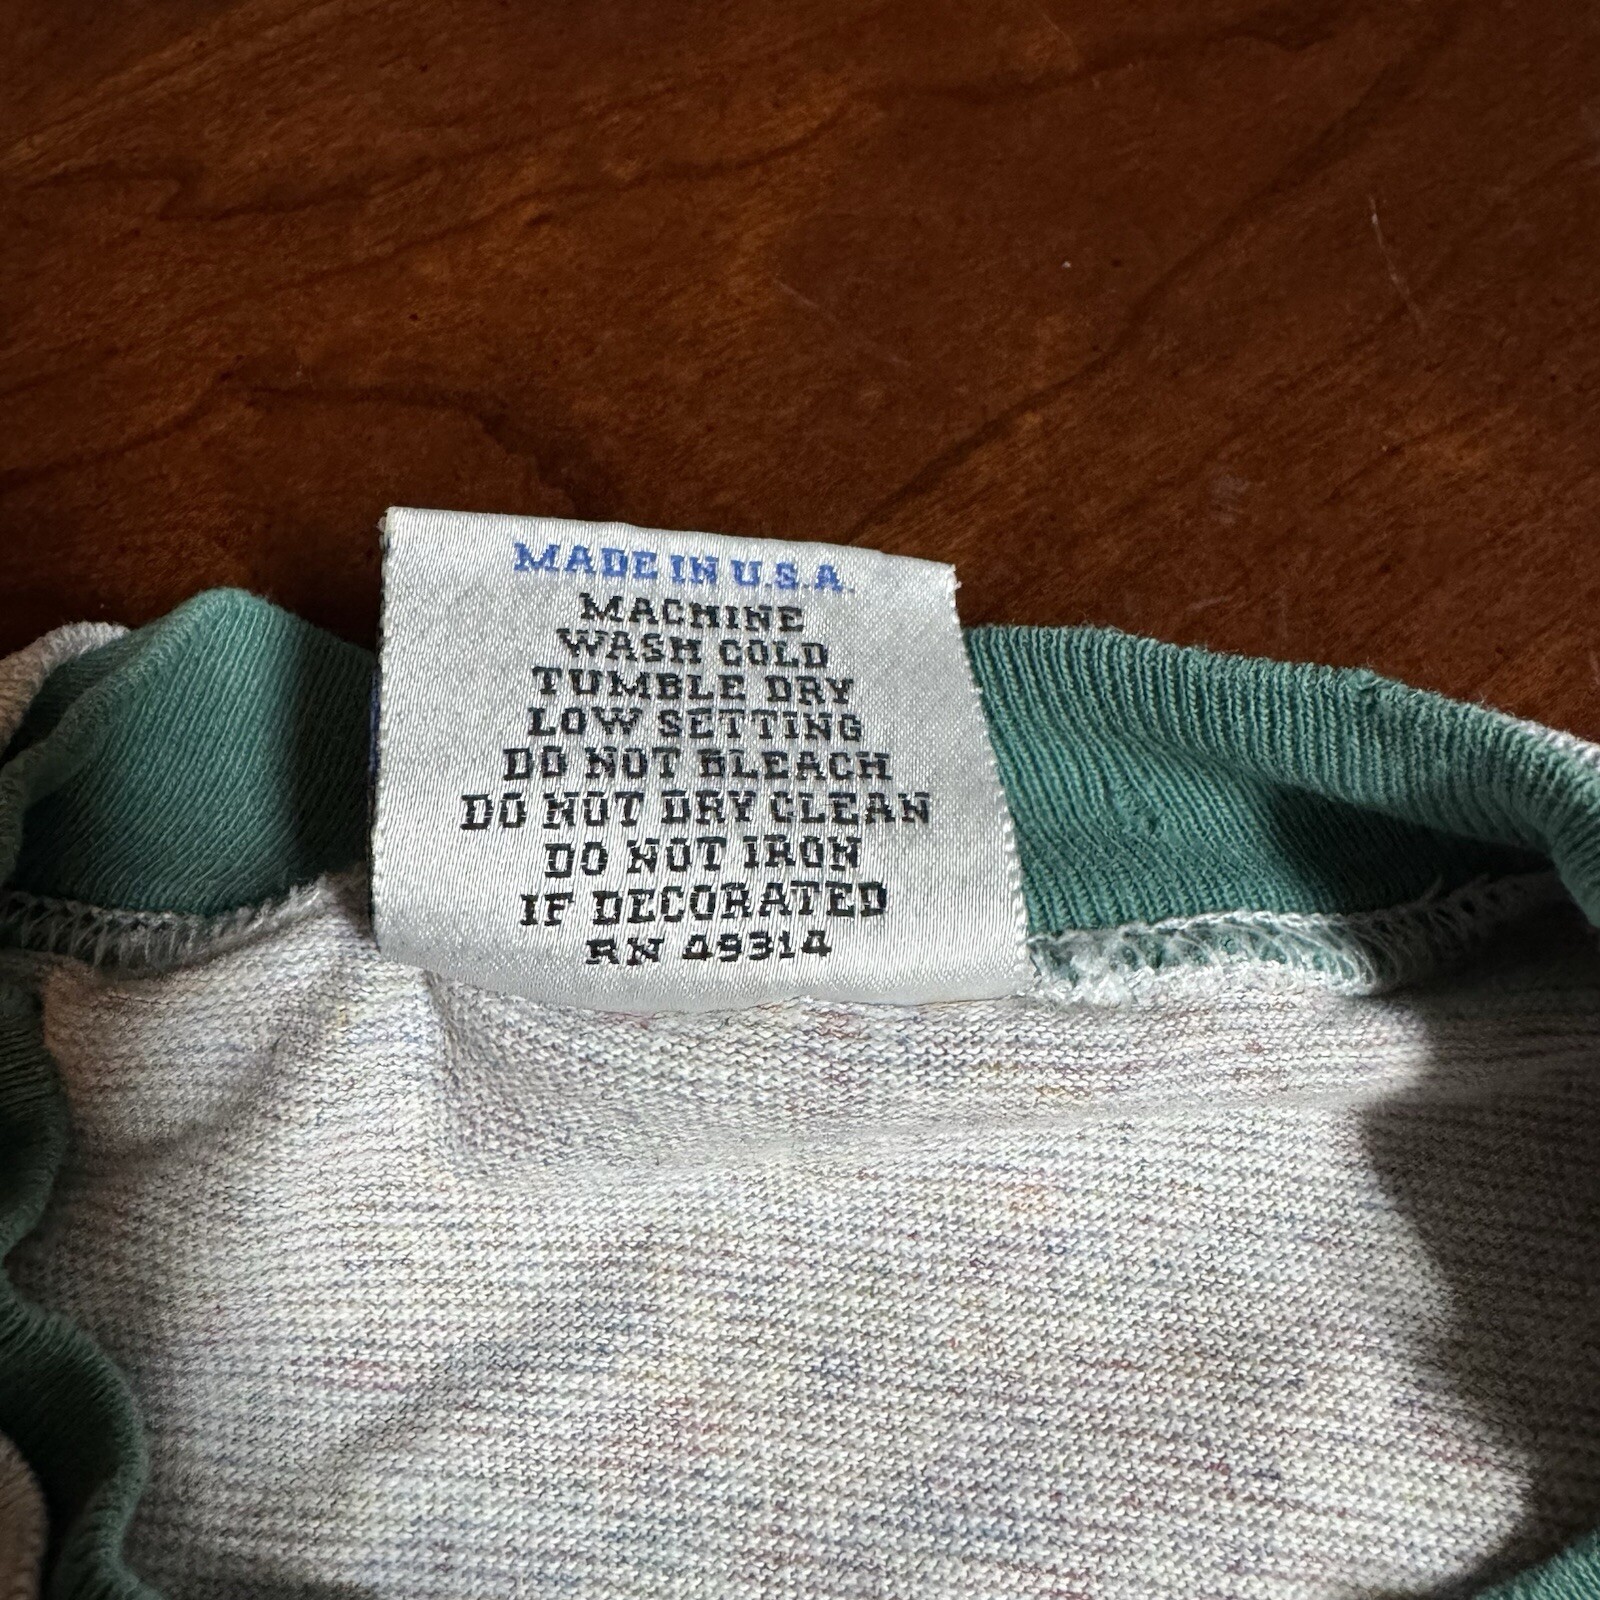 MADE IN U.S.A.
MACHINE
WASH COLD
TUMBLE DRY
LOW SETTING
DO NOT BLEACH
DO NOT DRY CLEAN
DO NOT IRON
IF DECORATED
RN 49314